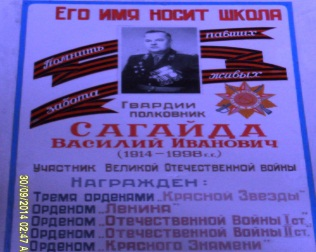 Его имя носит школа
Помнить
павших
забота
живых
Гвардии
полковник
Сагайда
Василий Иванович
(1914-1998г.г.)
Участник Великой Отечественной войны
Награжден:
Тремя орденами "Красной Звезды"
Орденом "Ленина"
Орденом "Отечественной Войны I ст."
Орденом "Отечественной Войны II ст.
Орденом "Красного Знамени"
30/09/2014 02:47